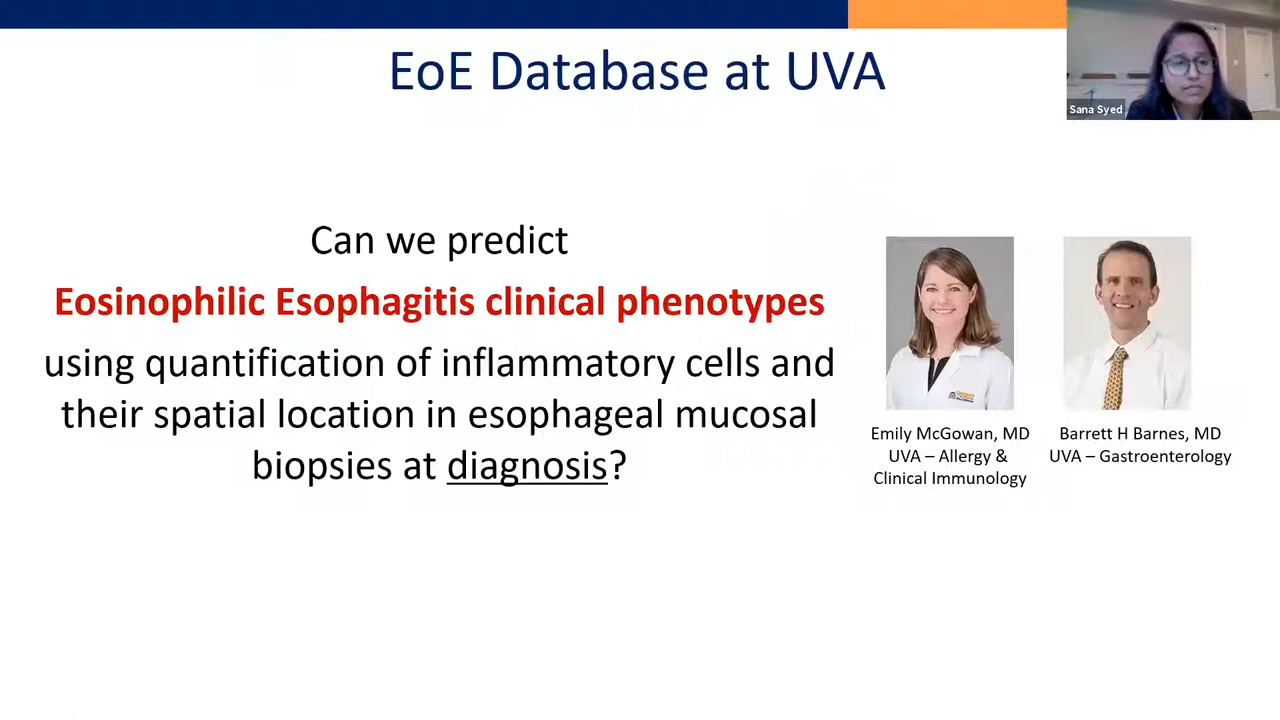 EoE Database at UVA
Sana Syed
Can we predict
Eosinophilic Esophagitis clinical phenotypes
using quantification of inflammatory cells and
their spatial location in esophageal mucosal
biopsies at diagnosis?
Emily McGowan, MD
UVA – Allergy &
Clinical Immunology
Barrett H Barnes, MD
UVA – Gastroenterology